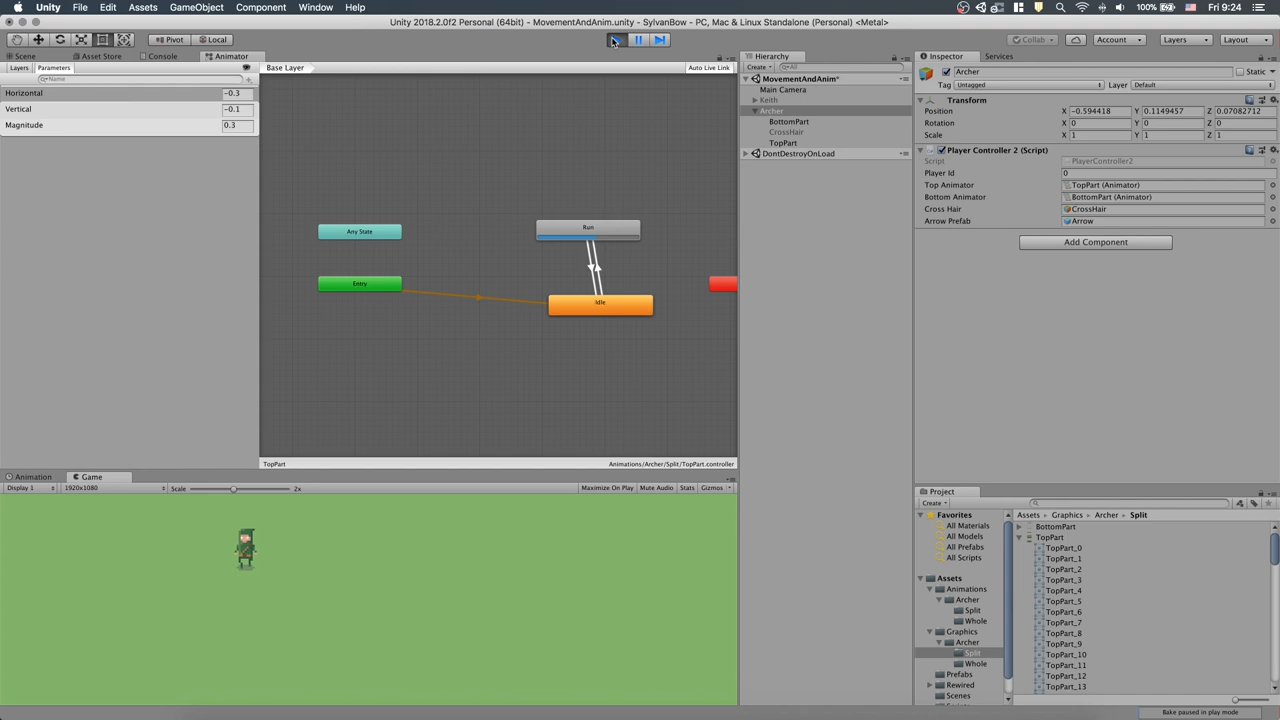 Unity File Edit Assets GameObject Component Window Help 100% Fri 9:24
Unity 2018.2.0f2 Personal (64bit) - MovementAndAnim.unity - SylvanBow - PC, Mac & Linux Standalone (Personal) <Metal>
Pivot Local Collab Account Layers Layout
Scene Asset Store Console Animator
Layers Parameters Base Layer Auto Live Link
Name
Horizontal -0.3
Vertical -0.1
Magnitude 0.3
Any State
Run
Entry
Idle
TopPart Animations/Archer/Split/TopPart.controller
Hierarchy
Create All
MovementAndAnim*
Main Camera
Keith
Archer
BottomPart
CrossHair
TopPart
DontDestroyOnLoad
Inspector Services
Archer Static
Tag Untagged Layer Default
Transform
Position X -0.594418 Y 0.1149457 Z 0.07082712
Rotation X 0 Y 0 Z 0
Scale X 1 Y 1 Z 1
Player Controller 2 (Script)
Script PlayerController2
Player Id 0
Top Animator TopPart (Animator)
Bottom Animator BottomPart (Animator)
Cross Hair CrossHair
Arrow Prefab Arrow
Add Component
Animation Game
Display 1 1920x1080 Scale 2x Maximize On Play Mute Audio Stats Gizmos
Project
Create
Favorites
All Materials
All Models
All Prefabs
All Scripts
Assets
Animations
Archer
Split
Whole
Graphics
Archer
Split
Whole
Prefabs
Rewired
Scenes
Assets Graphics Archer Split
BottomPart
TopPart
TopPart_0
TopPart_1
TopPart_2
TopPart_3
TopPart_4
TopPart_5
TopPart_6
TopPart_7
TopPart_8
TopPart_9
TopPart_10
TopPart_11
TopPart_12
TopPart_13
Bake paused in play mode